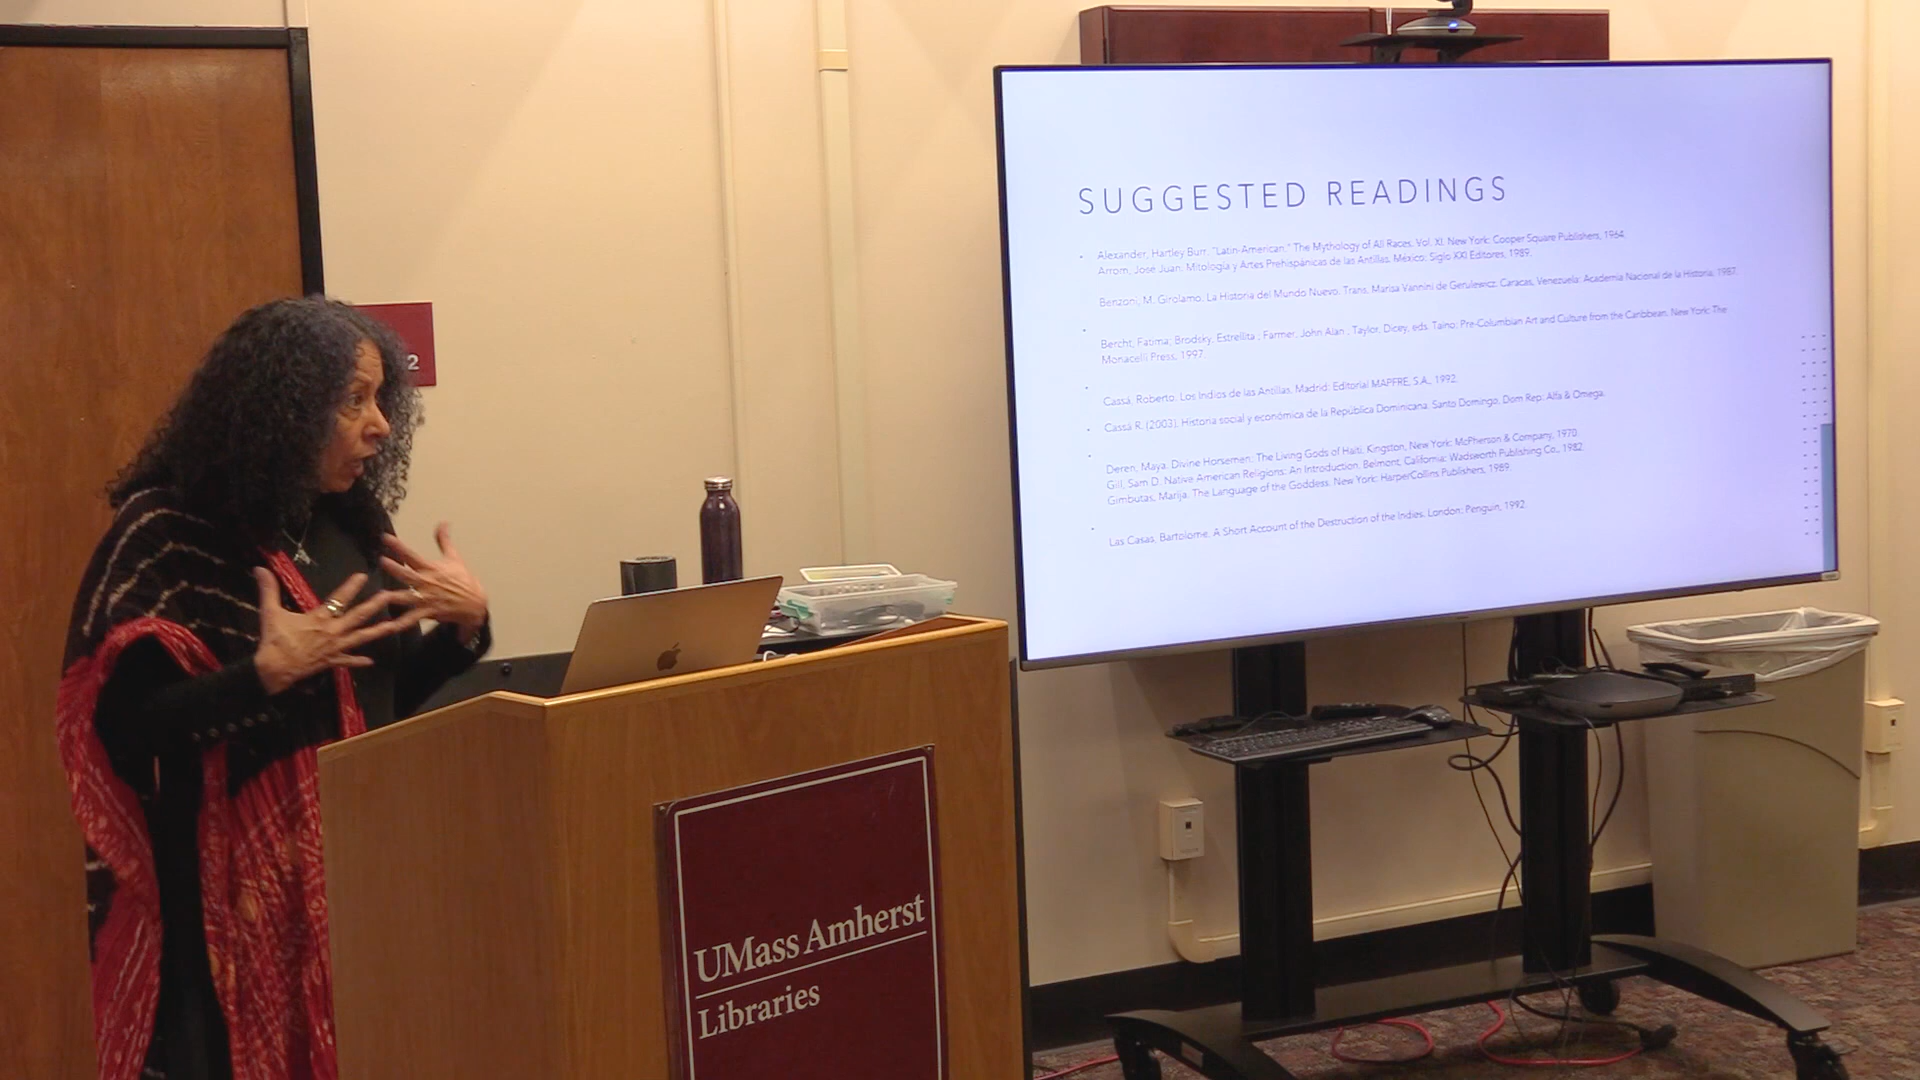 SUGGESTED READINGS
Alexander, Hartley Burr. "Latin-American." The Mythology of All Races. Vol. XI. New York: Cooper Square Publishers, 1964.
Arrom, Jose Juan. Mitología y Artes Prehispánicas de las Antillas. México: Siglo XXI Editores, 1989.
Benzoni, M. Girolamo. La Historia del Mundo Nuevo. Trans. Marisa Vannini de Gerulewicz. Caracas, Venezuela: Academia Nacional de la Historia, 1987.
Bercht, Fatima; Brodsky, Estrellita ; Farmer, John Alan ; Taylor, Dicey, eds. Taino: Pre-Columbian Art and Culture from the Caribbean. New York: The
Monacelli Press, 1997.
Cassá, Roberto. Los Indios de las Antillas. Madrid: Editorial MAPFRE, S.A., 1992.
Cassá R. (2003). Historia social y económica de la República Dominicana. Santo Domingo, Dom Rep: Alfa & Omega.
Deren, Maya. Divine Horsemen: The Living Gods of Haiti. Kingston, New York: McPherson & Company, 1970.
Gill, Sam D. Native American Religions: An Introduction. Belmont, California: Wadsworth Publishing Co., 1982.
Gimbutas, Marija. The Language of the Goddess. New York: HarperCollins Publishers, 1989.
Las Casas, Bartolome. A Short Account of the Destruction of the Indies. London: Penguin, 1992.
2
UMass Amherst
Libraries